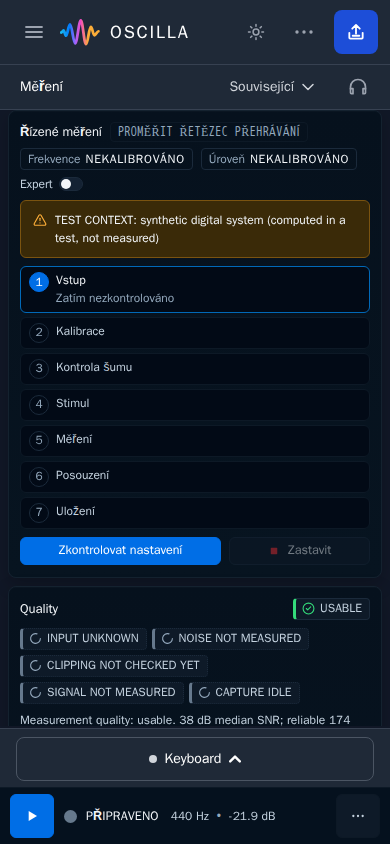 OSCILLA
Měření
Související
Řízené měření PROMĚŘIT ŘETĚZEC PŘEHRÁVÁNÍ
Frekvence NEKALIBROVÁNO Úroveň NEKALIBROVÁNO
Expert
TEST CONTEXT: synthetic digital system (computed in a
test, not measured)
1 Vstup
Zatím nezkontrolováno
2 Kalibrace
3 Kontrola šumu
4 Stimul
5 Měření
6 Posouzení
7 Uložení
Zkontrolovat nastavení Zastavit
Quality USABLE
INPUT UNKNOWN NOISE NOT MEASURED
CLIPPING NOT CHECKED YET
SIGNAL NOT MEASURED CAPTURE IDLE
Measurement quality: usable. 38 dB median SNR; reliable 174
Keyboard
PŘIPRAVENO 440 Hz • -21.9 dB